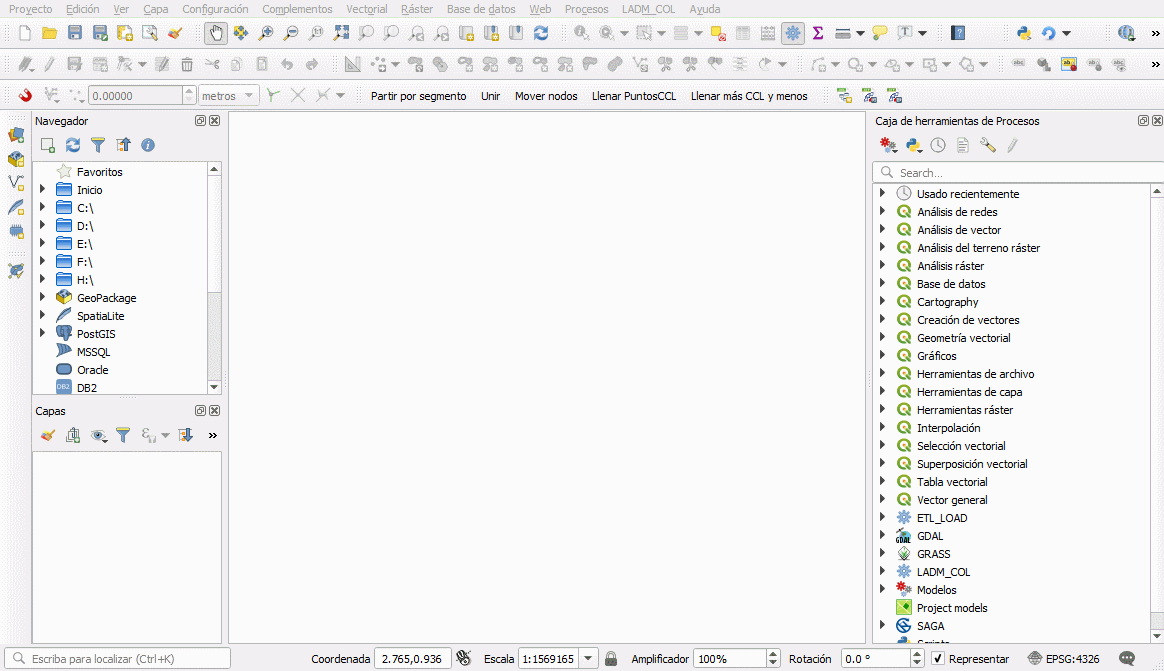 Proyecto Edición Ver Capa Configuración Complementos Vectorial Ráster Base de datos Web Procesos LADM_COL Ayuda
0.00000 metros Partir por segmento Unir Mover nodos Llenar PuntosCCL Llenar más CCL y menos
Navegador
Favoritos
Inicio
C:\
D:\
E:\
F:\
H:\
GeoPackage
SpatiaLite
PostGIS
MSSQL
Oracle
DB2
Capas
Caja de herramientas de Procesos
Search...
Usado recientemente
Análisis de redes
Análisis de vector
Análisis del terreno ráster
Análisis ráster
Base de datos
Cartography
Creación de vectores
Geometría vectorial
Gráficos
Herramientas de archivo
Herramientas de capa
Herramientas ráster
Interpolación
Selección vectorial
Superposición vectorial
Tabla vectorial
Vector general
ETL_LOAD
GDAL
GRASS
LADM_COL
Modelos
Project models
SAGA
Escriba para localizar (Ctrl+K) Coordenada 2.765,0.936 Escala 1:1569165 Amplificador 100% Rotación 0.0 ° Representar EPSG:4326